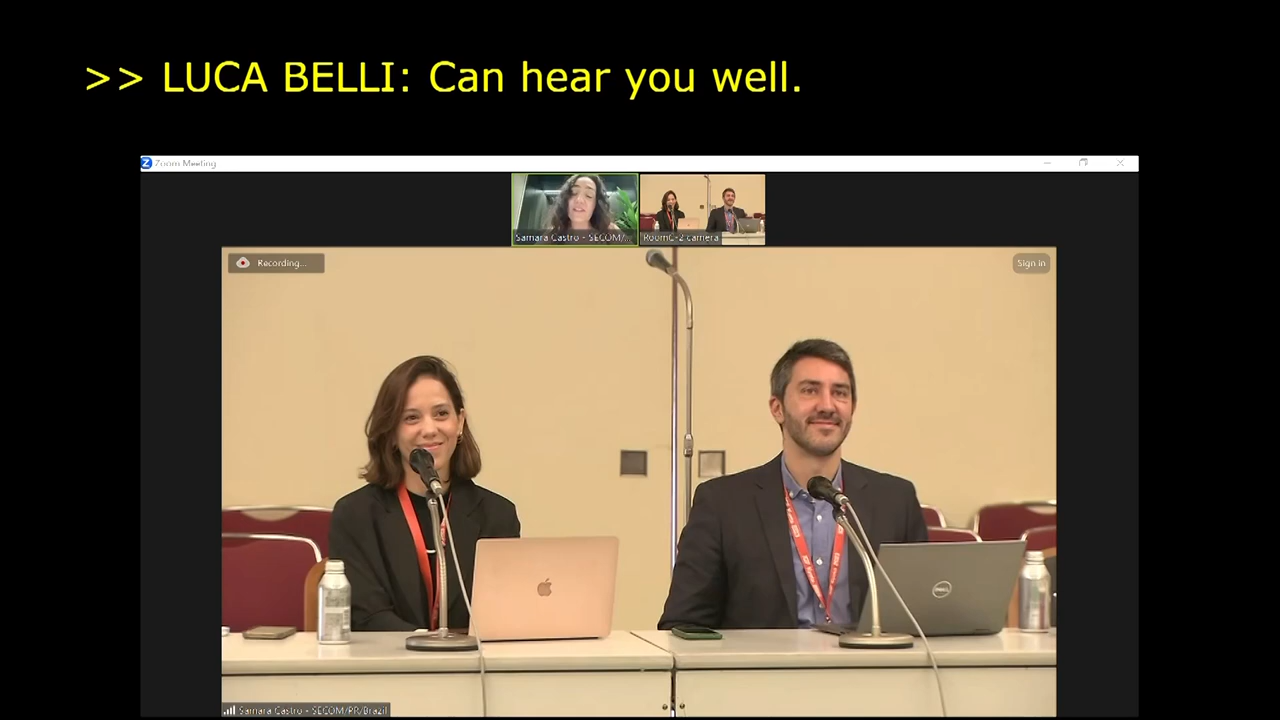 >> LUCA BELLI: Can hear you well.
Zoom Meeting
Samara Castro - SECOM/...
RoomC-2 camera
Recording...
Sign in
DELL
Samara Castro - SECOM/PR/Brazil